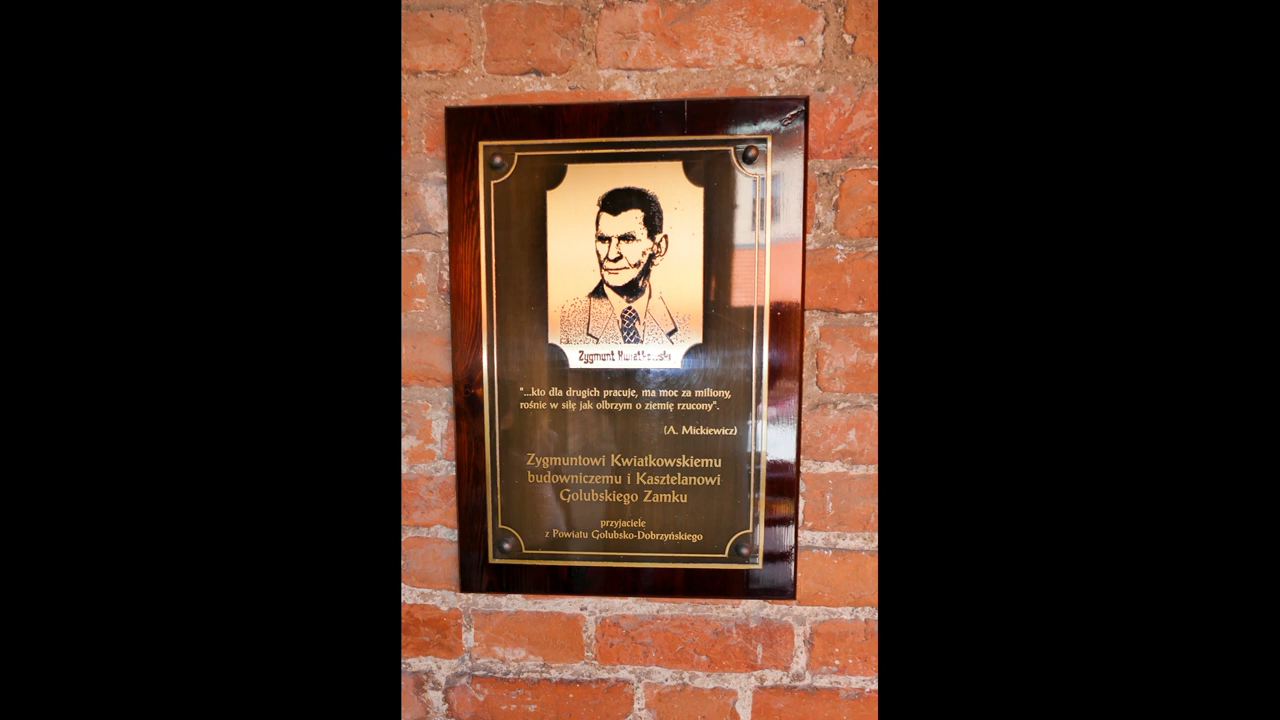 Zygmunt Kwiatkowski
"...kto dla drugich pracuje, ma moc za miliony,
rośnie w siłę jak olbrzym o ziemię rzucony".
(A. Mickiewicz)
Zygmuntowi Kwiatkowskiemu
budowniczemu i Kasztelanowi
Golubskiego Zamku
przyjaciele
z Powiatu Golubsko-Dobrzyńskiego